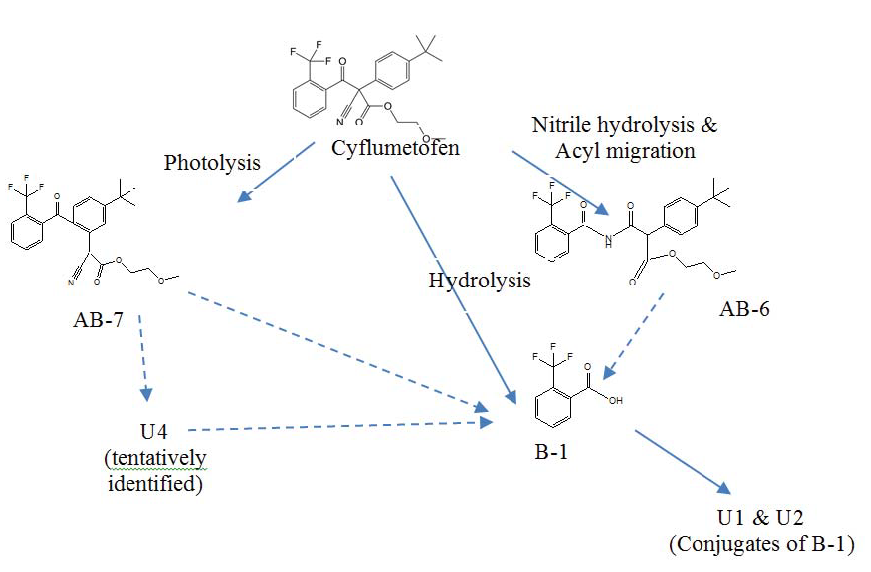 F
F
F
O
N
O
O
O
Cyflumetofen
Nitrile hydrolysis &
Acyl migration
Photolysis
F
F
F
O
N
O
O
O
AB-7
F
F
F
O
N
H
O
O
O
O
AB-6
Hydrolysis
F
F
F
O
OH
B-1
U4
(tentatively
identified)
U1 & U2
(Conjugates of B-1)